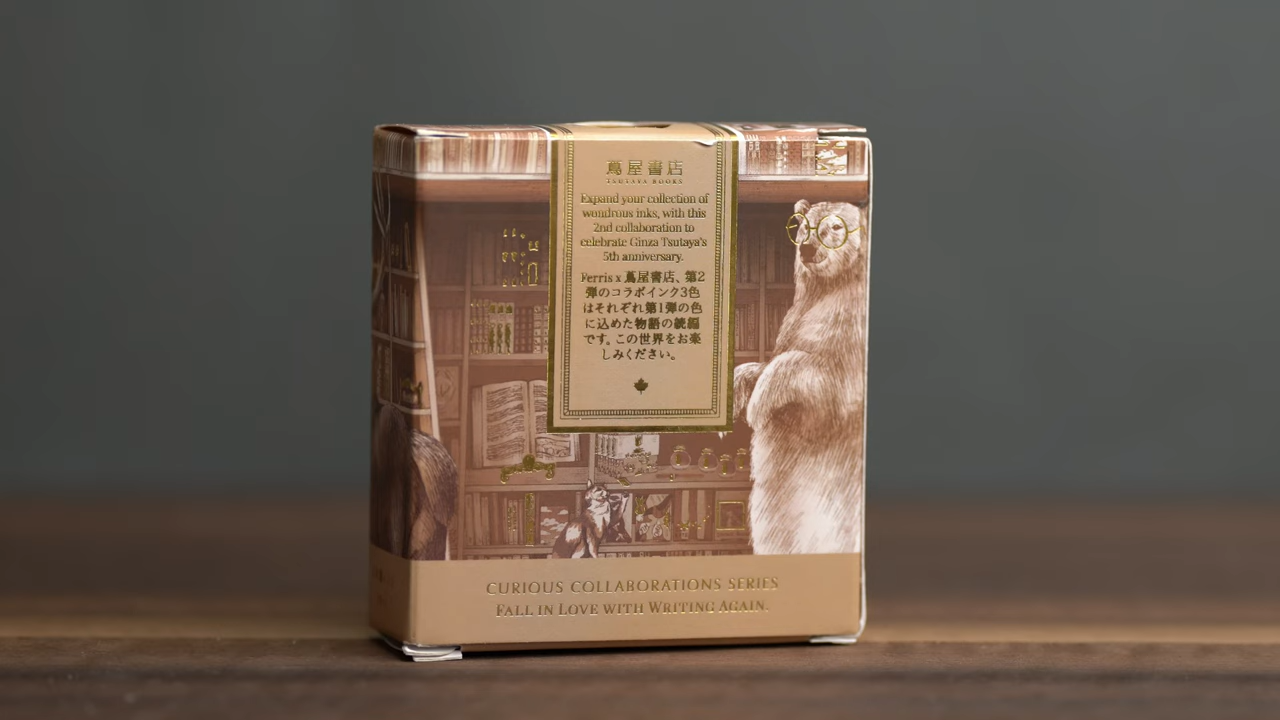 蔦屋書店
TSUTAYA BOOKS
Expand your collection of
wondrous inks, with this
2nd collaboration to
celebrate Ginza Tsutaya's
5th anniversary.
Ferris x 蔦屋書店、第2
弾のコラボインク3色
はそれぞれ第1弾の色
に込めた物語の続編
です。この世界をお楽
しみください。
CURIOUS COLLABORATIONS SERIES
FALL IN LOVE WITH WRITING AGAIN.